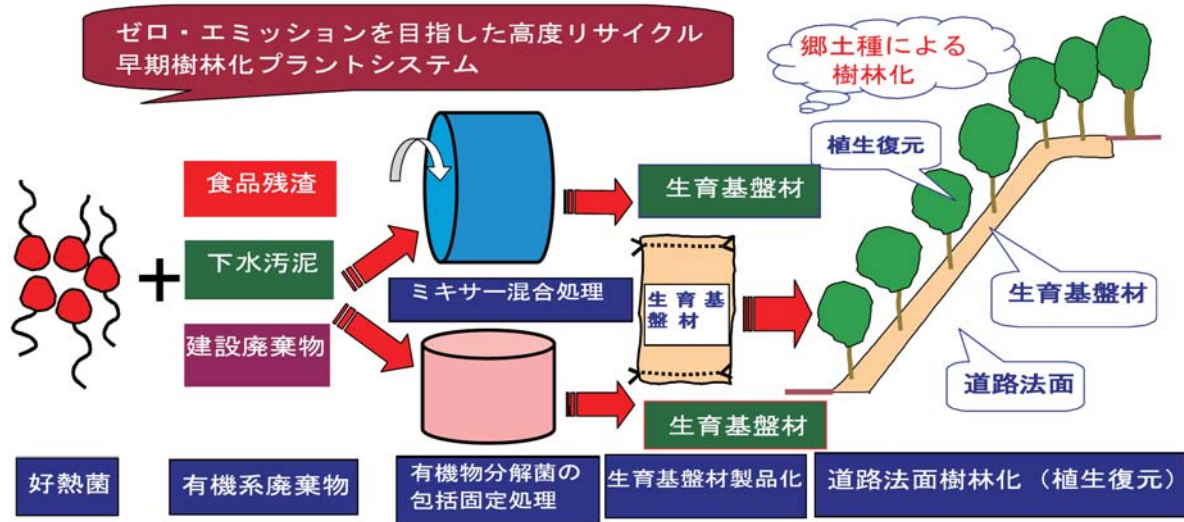 ゼロ・エミッションを目指した高度リサイクル
早期樹林化プラントシステム
郷土種による
樹林化
植生復元
食品残渣
生育基盤材
下水汚泥
ミキサー混合処理
生育基
盤材
生育基盤材
建設廃棄物
道路法面
生育基盤材
好熱菌
有機系廃棄物
有機物分解菌の
包括固定処理
生育基盤材製品化
道路法面樹林化（植生復元）